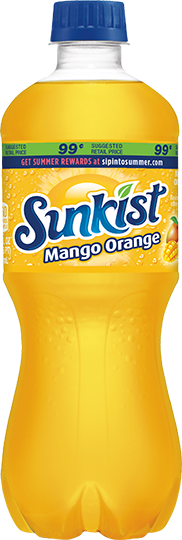 SUGGESTED RETAIL PRICE 99¢ SUGGESTED RETAIL PRICE 99¢
GET SUMMER REWARDS at sipintosummer.com
Sunkist
Mango Orange